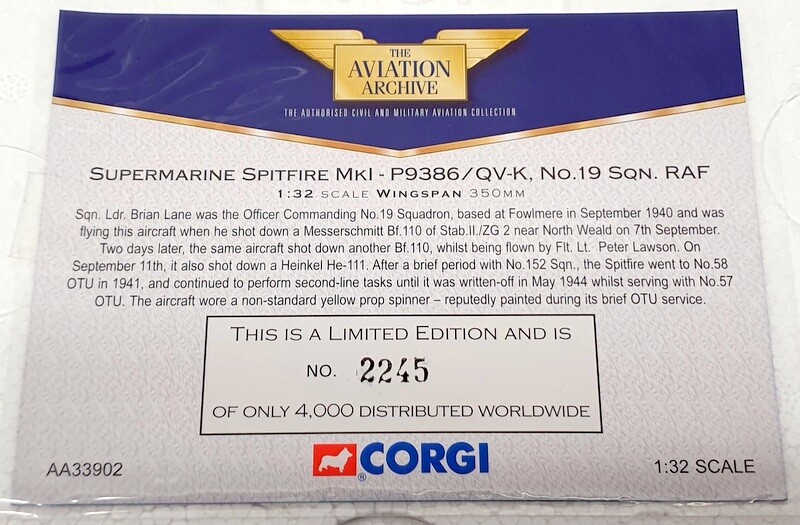 THE
AVIATION
ARCHIVE
THE AUTHORISED CIVIL AND MILITARY AVIATION COLLECTION
SUPERMARINE SPITFIRE MKI - P9386/QV-K, NO.19 SQN. RAF
1:32 SCALE WINGSPAN 350MM
Sqn. Ldr. Brian Lane was the Officer Commanding No.19 Squadron, based at Fowlmere in September 1940 and was
flying this aircraft when he shot down a Messerschmitt Bf.110 of Stab.II./ZG 2 near North Weald on 7th September.
Two days later, the same aircraft shot down another Bf.110, whilst being flown by Flt. Lt. Peter Lawson. On
September 11th, it also shot down a Heinkel He-111. After a brief period with No.152 Sqn., the Spitfire went to No.58
OTU in 1941, and continued to perform second-line tasks until it was written-off in May 1944 whilst serving with No.57
OTU. The aircraft wore a non-standard yellow prop spinner – reputedly painted during its brief OTU service.
THIS IS A LIMITED EDITION AND IS
NO. 2245
OF ONLY 4,000 DISTRIBUTED WORLDWIDE
AA33902 ® CORGI 1:32 SCALE